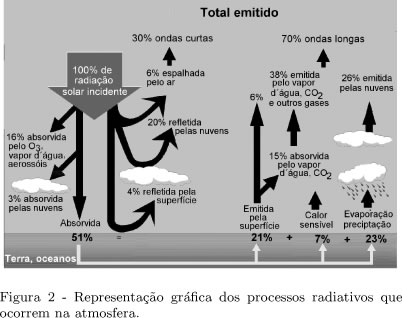 Total emitido
30% ondas curtas
70% ondas longas
100% de
radiação
solar incidente
6% espalhada
pelo ar
38% emitida
pelo vapor
d'água, CO2
e outros gases
26% emitida
pelas nuvens
6%
20% refletida
pelas nuvens
16% absorvida
pelo O3,
vapor d'água,
aerossóis
15% absorvida
pelo vapor
d'água, CO2
4% refletida pela
superfície
3% absorvida
pelas nuvens
Absorvida
51%
=
Emitida
pela
superfície
21%
+
Calor
sensível
7%
+
Evaporação
precipitação
23%
Terra, oceanos
Figura 2 - Representação gráfica dos processos radiativos que
ocorrem na atmosfera.